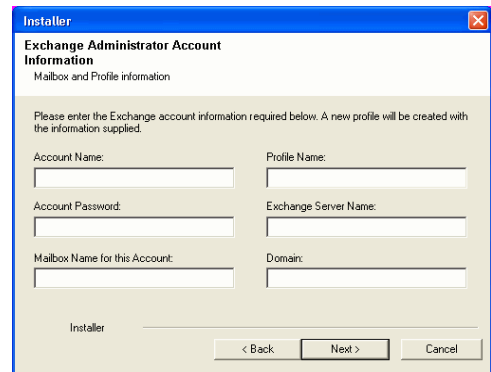 Installer
Exchange Administrator Account
Information
Mailbox and Profile information
Please enter the Exchange account information required below. A new profile will be created with
the information supplied.
Account Name:
Profile Name:
Account Password:
Exchange Server Name:
Mailbox Name for this Account:
Domain:
Installer
< Back
Next >
Cancel